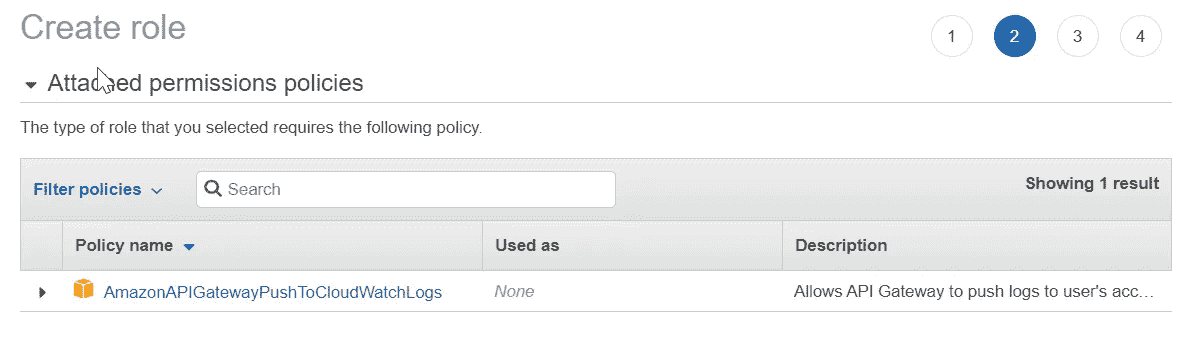 Create role
1 2 3 4
Attached permissions policies
The type of role that you selected requires the following policy.
Filter policies Search Showing 1 result
Policy name Used as Description
AmazonAPIGatewayPushToCloudWatchLogs None Allows API Gateway to push logs to user's acc…